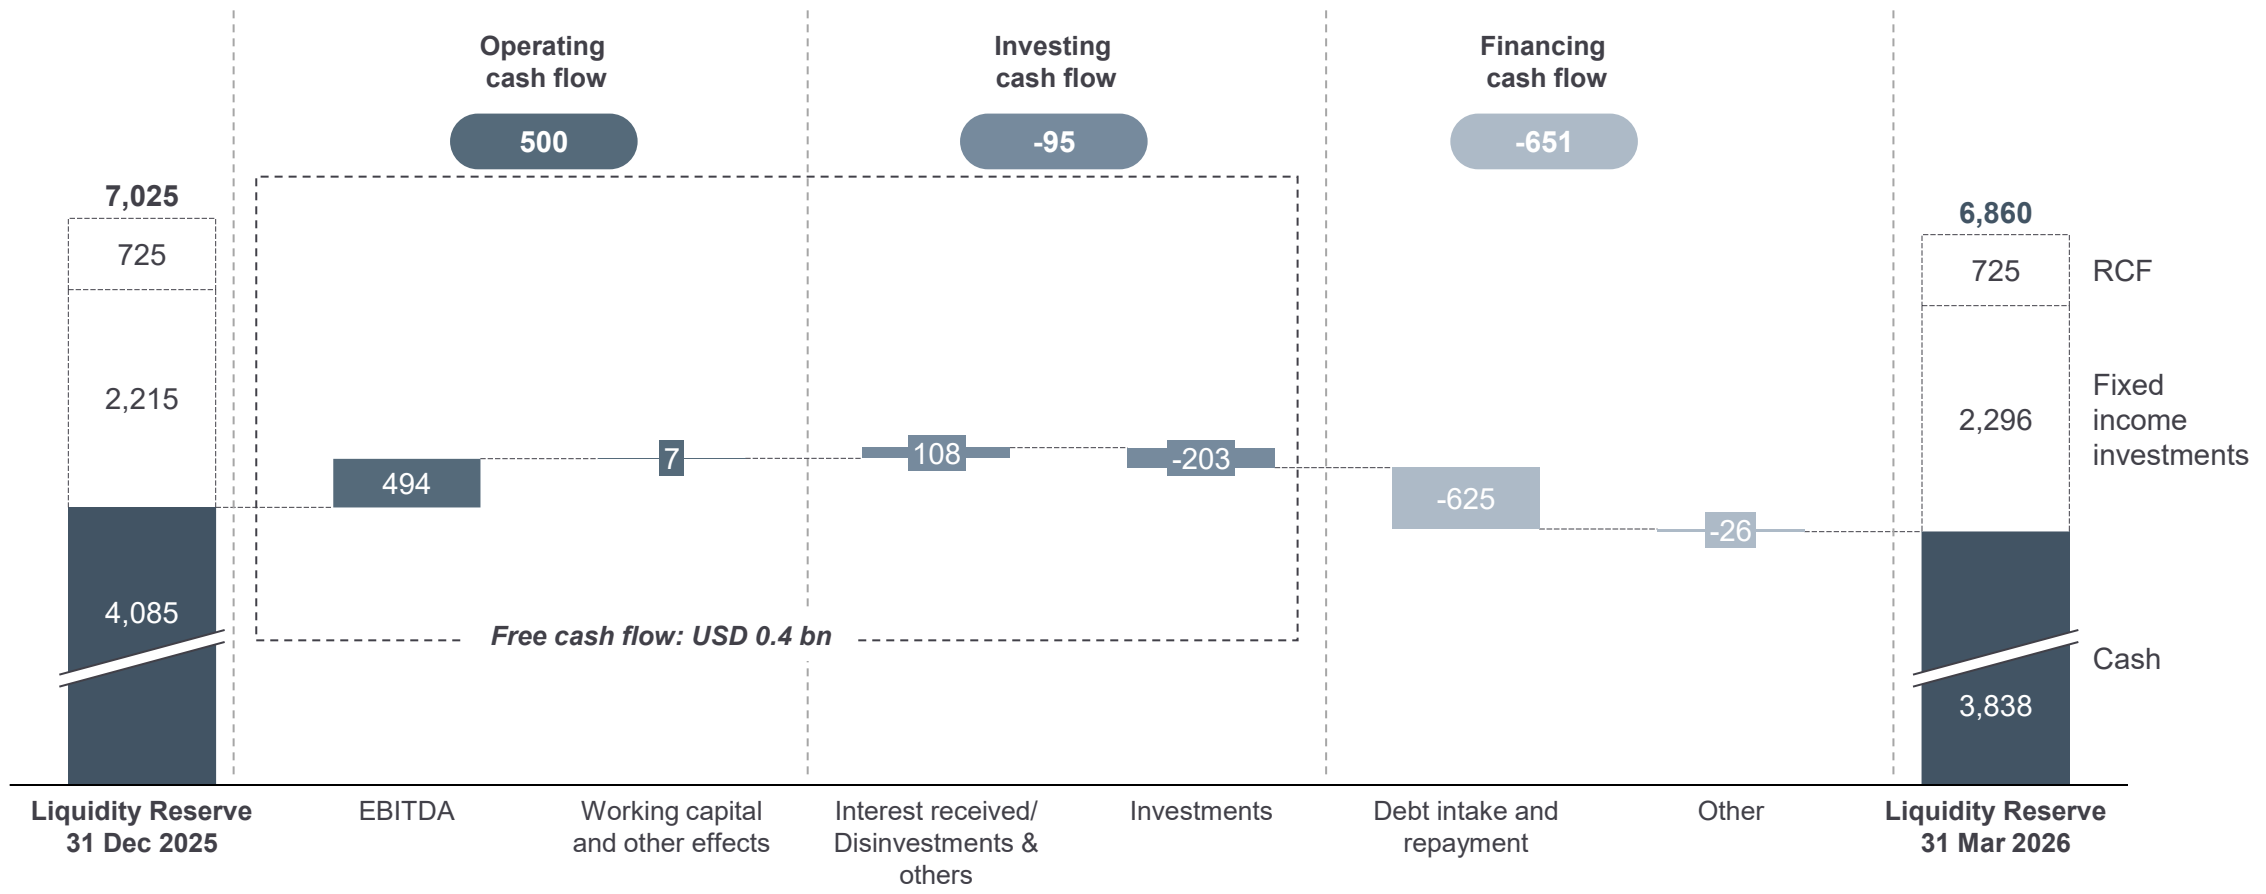 Operating
cash flow
500
Investing
cash flow
-95
Financing
cash flow
-651
7,025
725
2,215
4,085
494
7
108
-203
-625
-26
Free cash flow: USD 0.4 bn
6,860
725
RCF
2,296
Fixed
income
investments
Cash
3,838
Liquidity Reserve
31 Dec 2025
EBITDA
Working capital
and other effects
Interest received/
Disinvestments &
others
Investments
Debt intake and
repayment
Other
Liquidity Reserve
31 Mar 2026